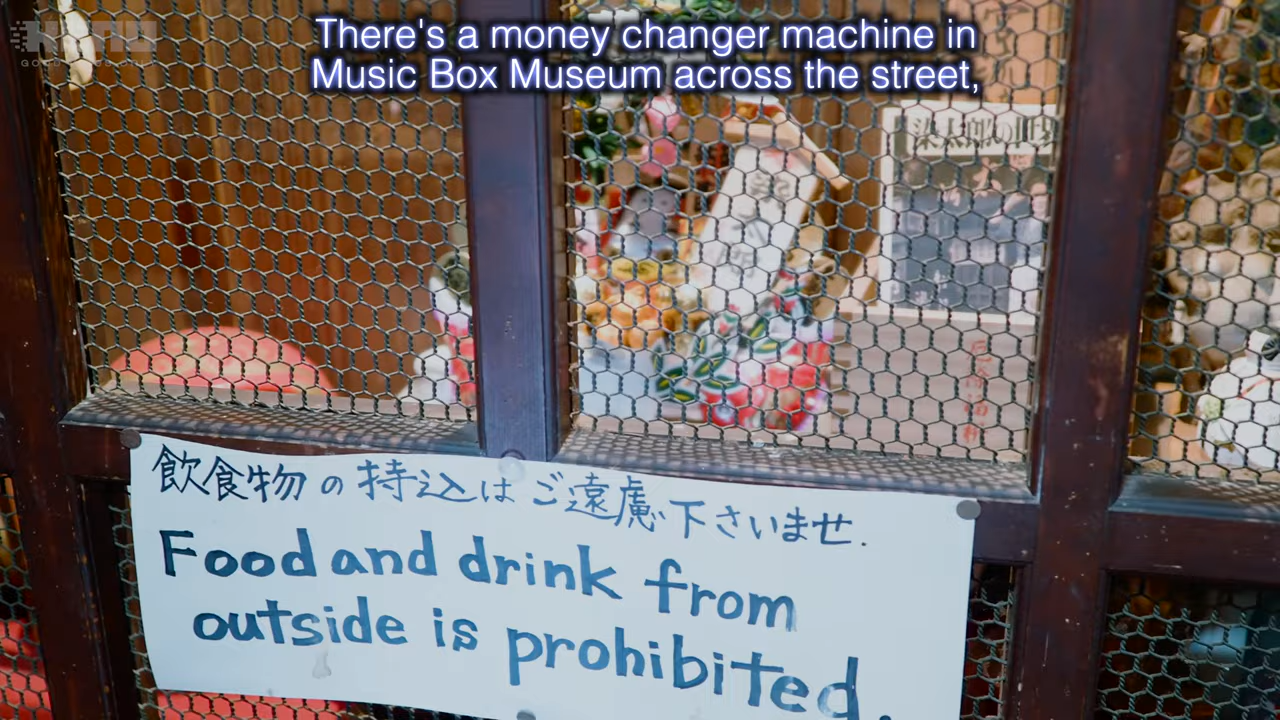 There's a money changer machine in
Music Box Museum across the street,
飲食物の持込はご遠慮下さいませ.
Food and drink from
outside is prohibited.